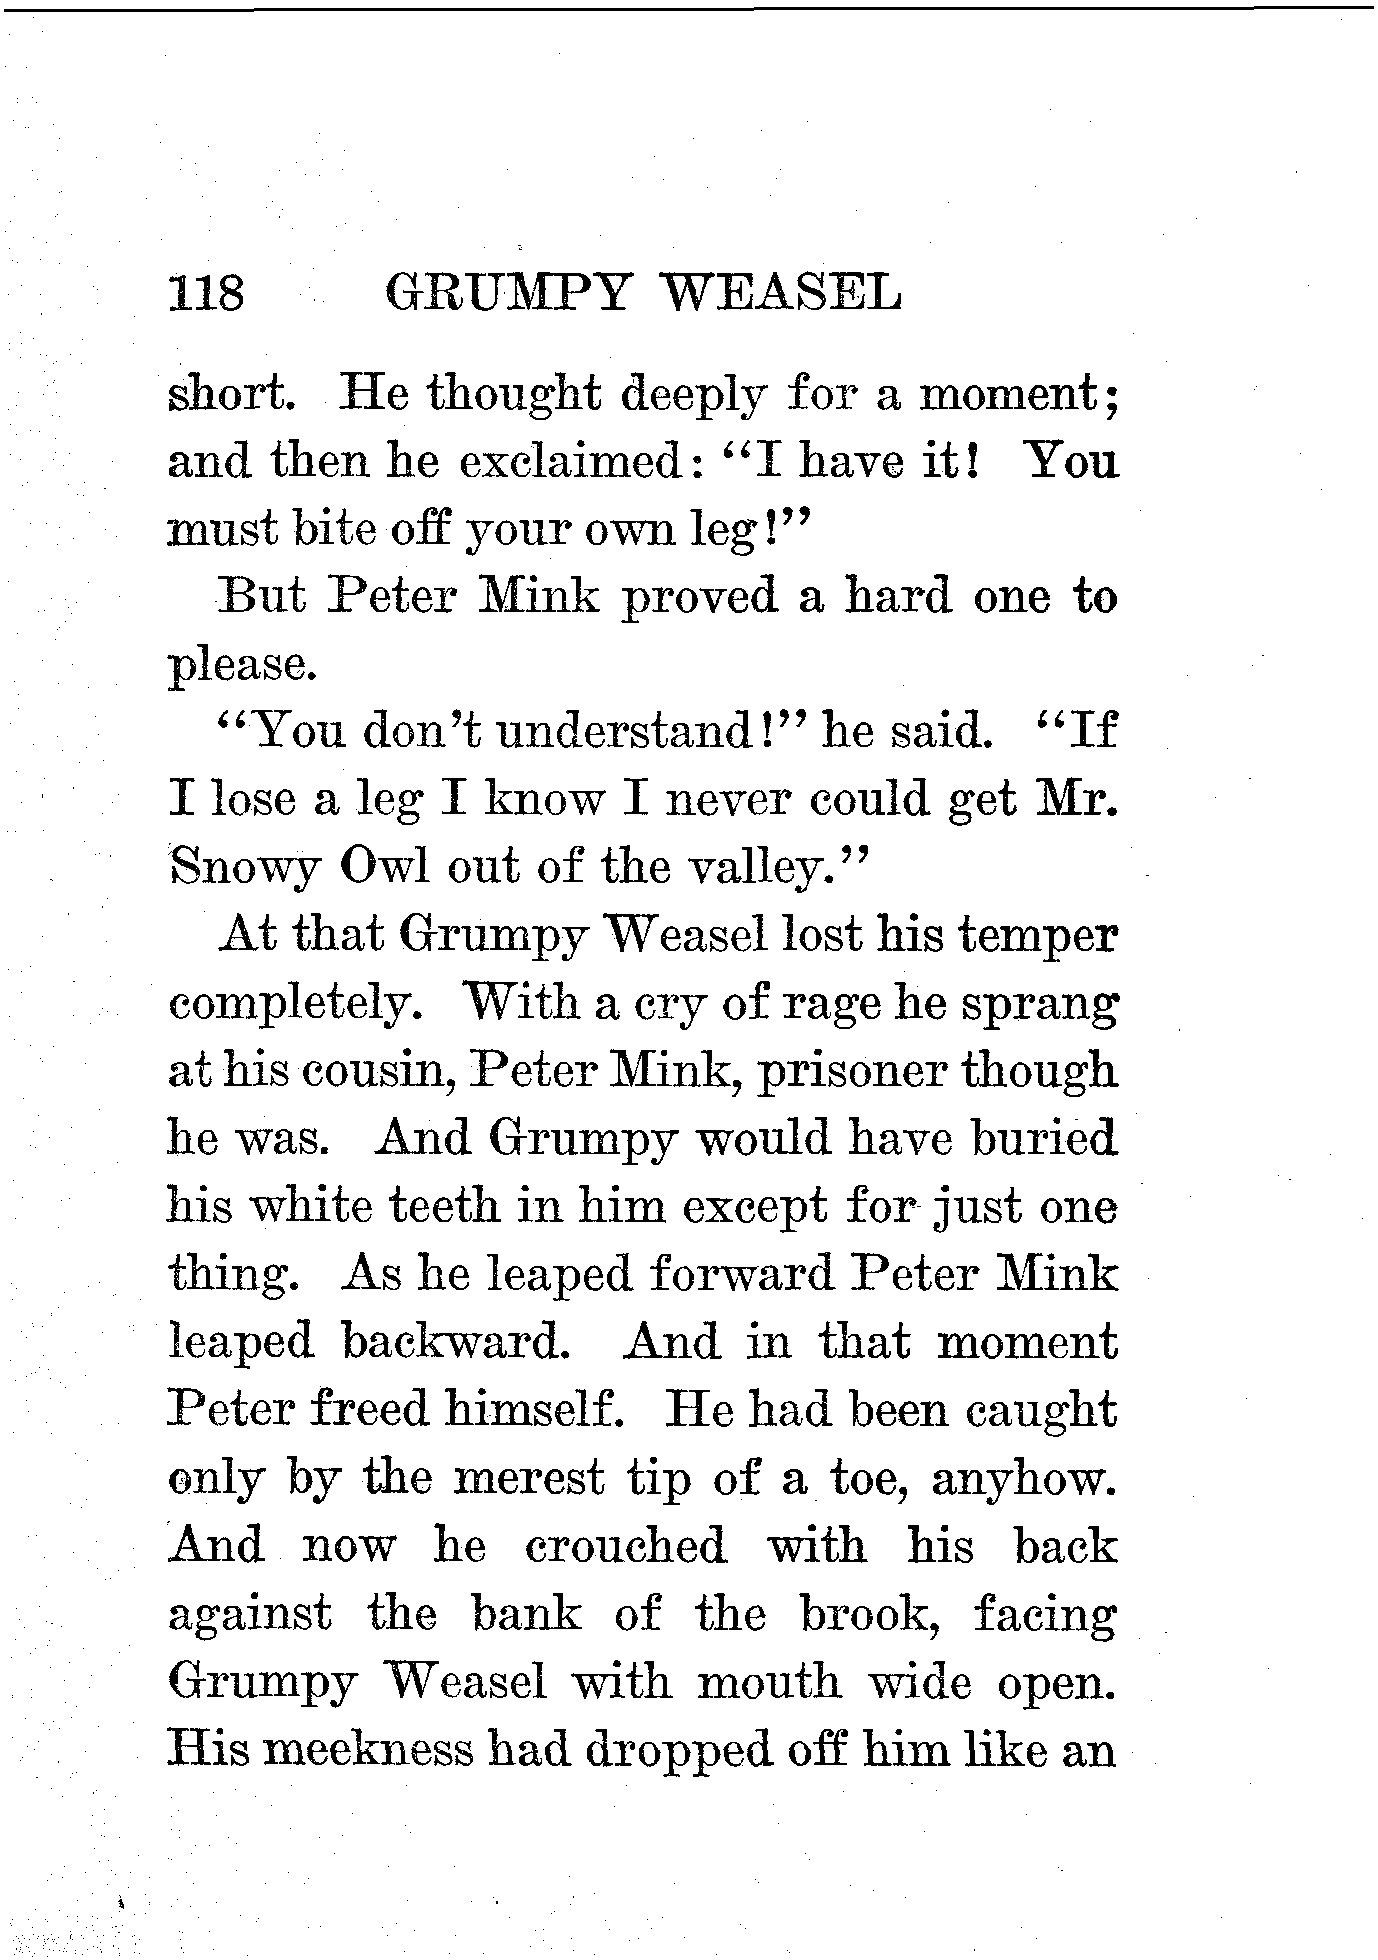 118 GRUMPY WEASEL
short. He thought deeply for a moment;
and then he exclaimed: "I have it! You
must bite off your own leg!"
But Peter Mink proved a hard one to
please.
"You don't understand!" he said. "If
I lose a leg I know I never could get Mr.
Snowy Owl out of the valley."
At that Grumpy Weasel lost his temper
completely. With a cry of rage he sprang
at his cousin, Peter Mink, prisoner though
he was. And Grumpy would have buried
his white teeth in him except for just one
thing. As he leaped forward Peter Mink
leaped backward. And in that moment
Peter freed himself. He had been caught
only by the merest tip of a toe, anyhow.
And now he crouched with his back
against the bank of the brook, facing
Grumpy Weasel with mouth wide open.
His meekness had dropped off him like an